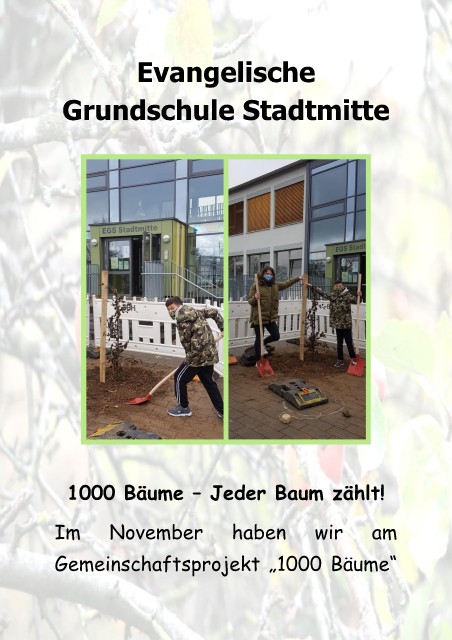 Evangelische
Grundschule Stadtmitte
EGS Stadtmitte
EGS Stadt
1000 Bäume – Jeder Baum zählt!
Im November haben wir am
Gemeinschaftsprojekt „1000 Bäume“